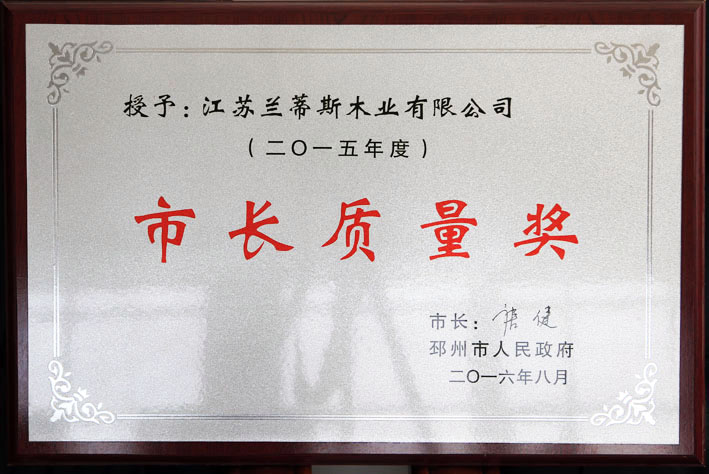 授予：江苏兰蒂斯木业有限公司
（二〇一五年度）
市长质量奖
市长：
邳州市人民政府
二〇一六年八月